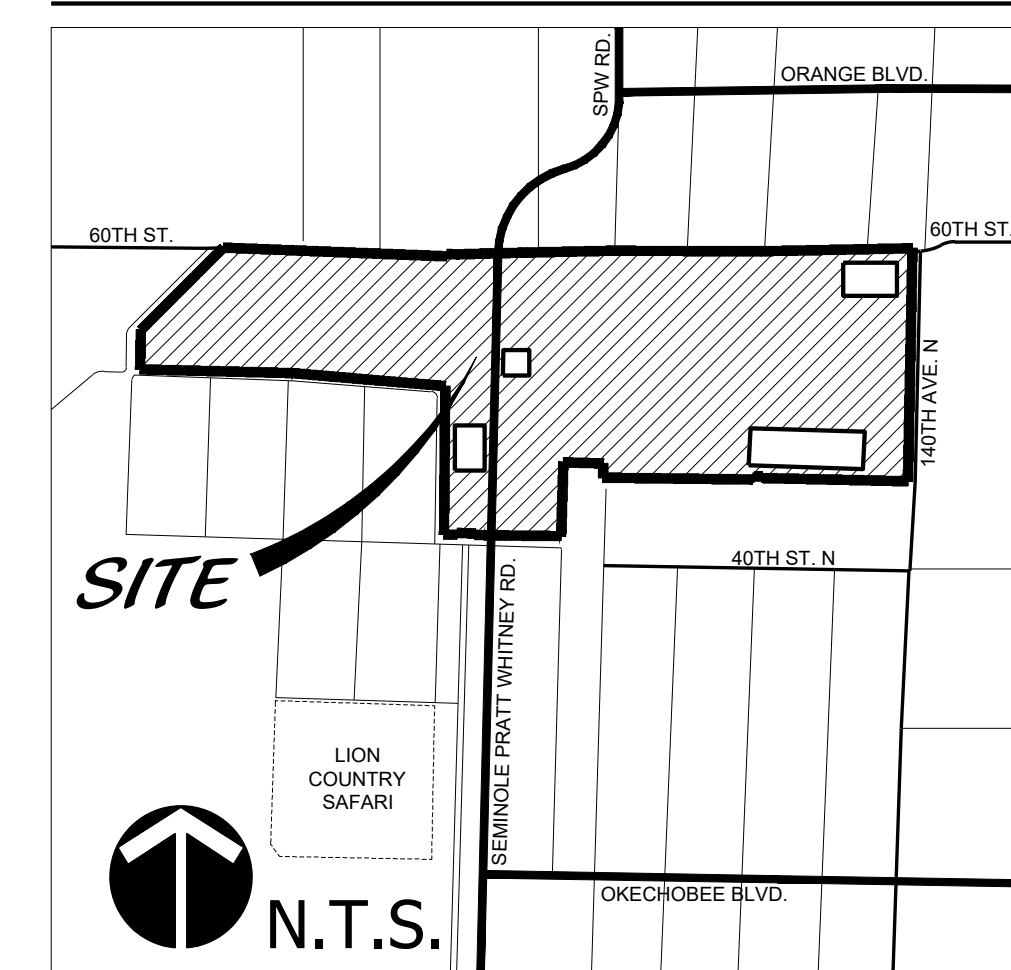 SPW RD.
ORANGE BLVD.
60TH ST.
60TH ST.
140TH AVE. N
SITE
40TH ST. N
SEMINOLE PRATT WHITNEY RD.
LION
COUNTRY
SAFARI
OKECHOBEE BLVD.
N.T.S.